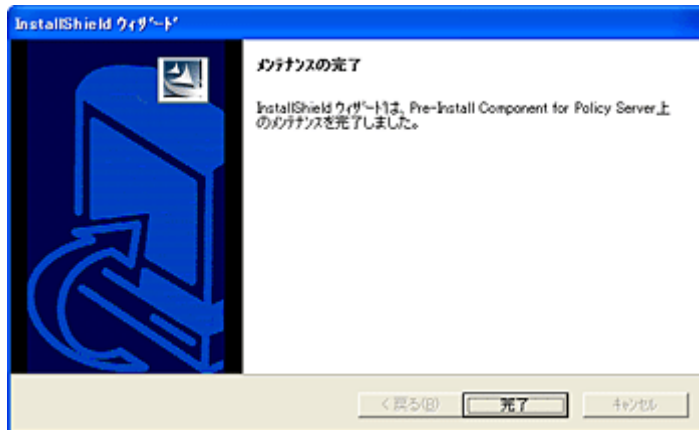 InstallShield ウィザード
メンテナンスの完了
InstallShield ウィザードは、Pre-Install Component for Policy Server上
のメンテナンスを完了しました。
< 戻る(B)
完了
キャンセル